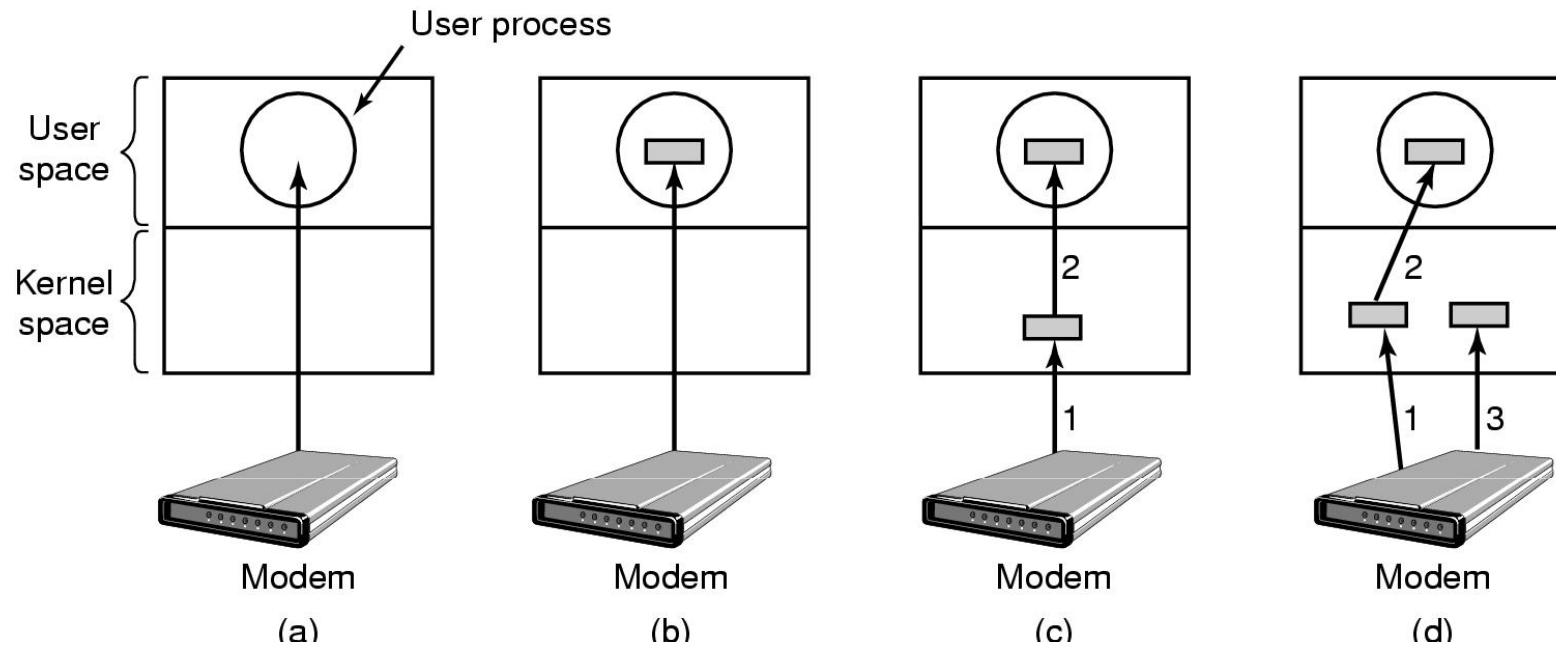 User process
User
space
Kernel
space
2
1
2
1
3
Modem
Modem
Modem
Modem
(a)
(b)
(c)
(d)